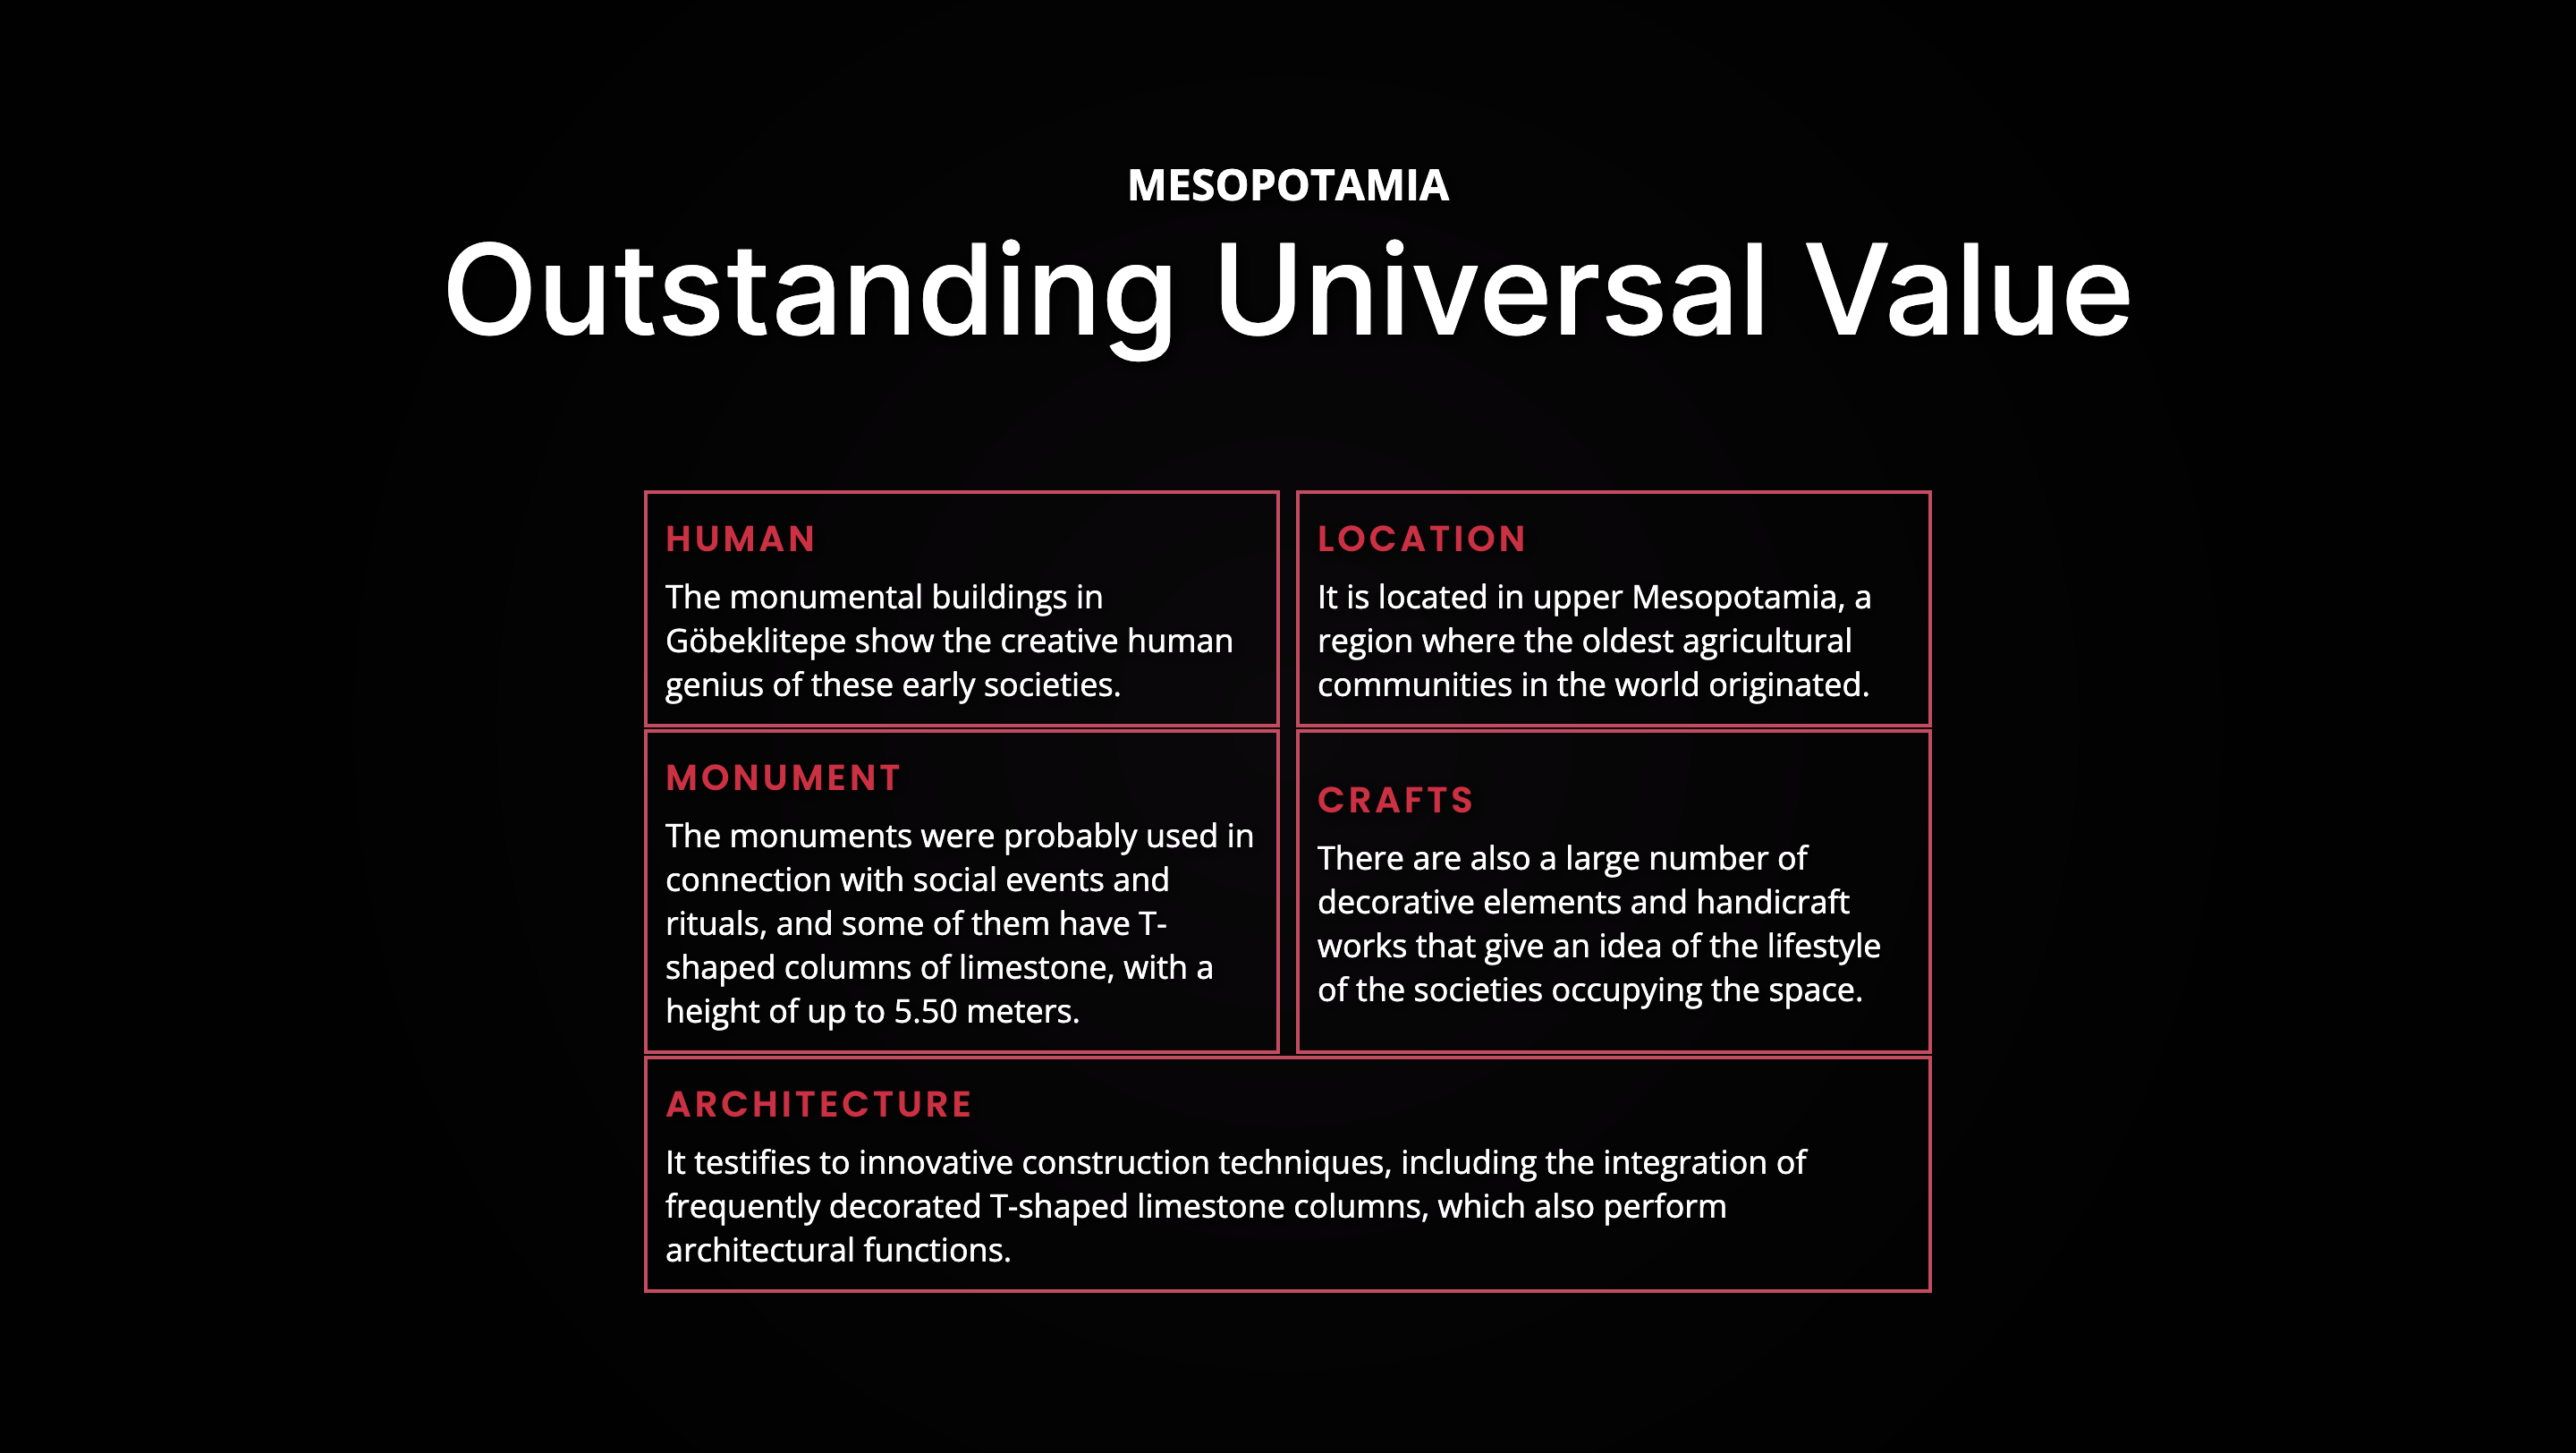 MESOPOTAMIA
Outstanding Universal Value
HUMAN
The monumental buildings in
Göbeklitepe show the creative human
genius of these early societies.
LOCATION
It is located in upper Mesopotamia, a
region where the oldest agricultural
communities in the world originated.
MONUMENT
The monuments were probably used in
connection with social events and
rituals, and some of them have T-
shaped columns of limestone, with a
height of up to 5.50 meters.
CRAFTS
There are also a large number of
decorative elements and handicraft
works that give an idea of the lifestyle
of the societies occupying the space.
ARCHITECTURE
It testifies to innovative construction techniques, including the integration of
frequently decorated T-shaped limestone columns, which also perform
architectural functions.